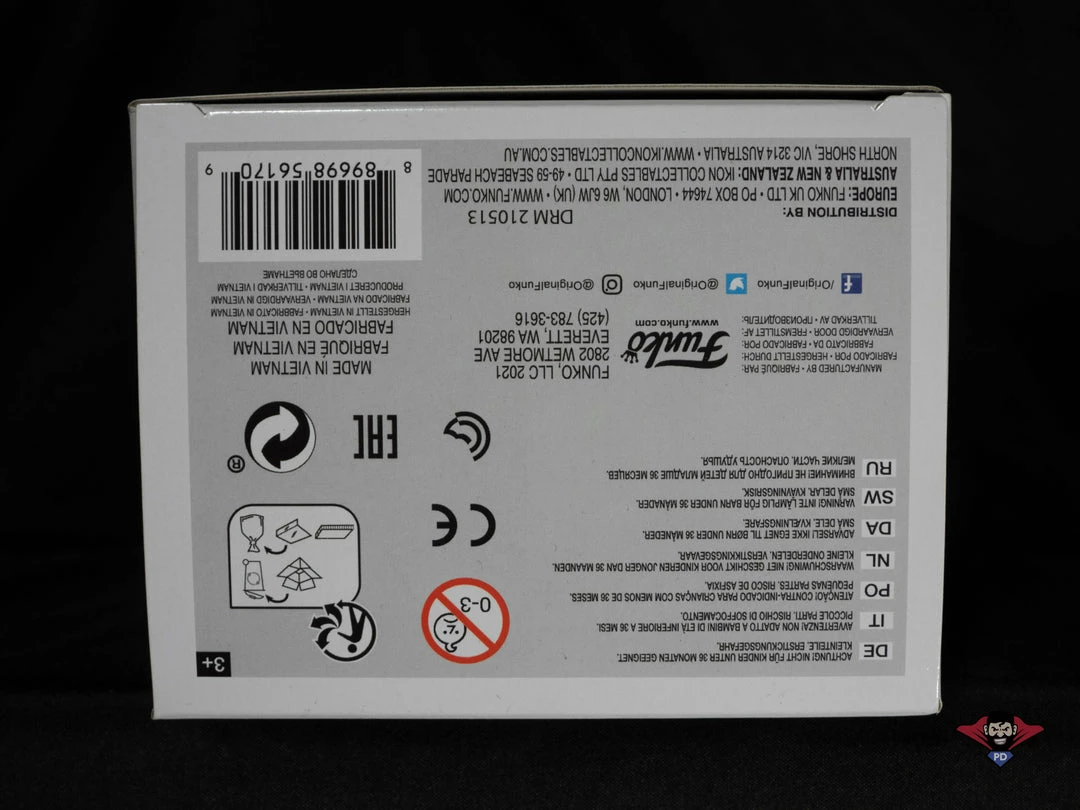 DE
ACHTUNG! NICHT FÜR KINDER UNTER 36 MONATEN GEEIGNET.
KLEINTEILE. ERSTICKUNGSGEFAHR.
IT
AVVERTENZA! NON ADATTO A BAMBINI DI ETÀ INFERIORE A 36 MESI.
PICCOLE PARTI. RISCHIO DI SOFFOCAMENTO.
PO
ATENÇÃO! CONTRA-INDICADO PARA CRIANÇAS COM MENOS DE 36 MESES.
PEQUENAS PARTES. RISCO DE ASFIXIA.
NL
WAARSCHUWING! NIET GESCHIKT VOOR KINDEREN JONGER DAN 36 MAANDEN.
KLEINE ONDERDELEN. VERSTIKKINGSGEVAAR.
DA
ADVARSEL! IKKE EGNET TIL BØRN UNDER 36 MÅNEDER.
SMÅ DELE. KVÆLNINGSFARE.
SW
VARNING! INTE LÄMPLIG FÖR BARN UNDER 36 MÅNADER.
SMÅ DELAR. KVÄVNINGSRISK.
RU
ВНИМАНИЕ! НЕ ПРИГОДНО ДЛЯ ДЕТЕЙ МЛАДШЕ 36 МЕСЯЦЕВ.
МЕЛКИЕ ЧАСТИ. ОПАСНОСТЬ УДУШЬЯ.
3+
0-3
CE
EAC
®
MANUFACTURED BY • FABRIQUÉ PAR:
FABRICADO POR • HERGESTELLT DURCH:
FABBRICATO DA • FABRICADO POR:
VERVAARDIGD DOOR • FREMSTILLET AF:
TILLVERKAD AV • ПРОИЗВОДИТЕЛЬ:
Funko
www.funko.com
FUNKO, LLC 2021
2802 WETMORE AVE
EVERETT, WA 98201
(425) 783-3616
MADE IN VIETNAM
FABRIQUÉ EN VIETNAM
FABRICADO EN VIETNAM
HERGESTELLT IN VIETNAM • FABBRICATO IN VIETNAM
FABRICADO NA VIETNAM • VERVAARDIGD IN VIETNAM
PRODUCERET I VIETNAM • TILLVERKAD I VIETNAM
СДЕЛАНО ВО ВЬЕТНАМЕ
/OriginalFunko
@OriginalFunko
@OriginalFunko
DISTRIBUTION BY:
DRM 210513
EUROPE: FUNKO UK LTD • PO BOX 74644 • LONDON, W6 6JW (UK) • WWW.FUNKO.COM
AUSTRALIA & NEW ZEALAND: IKON COLLECTABLES PTY LTD • 49-59 SEABEACH PARADE
NORTH SHORE, VIC 3214 AUSTRALIA • WWW.IKONCOLLECTABLES.COM.AU
8 89698 56170 9
PD